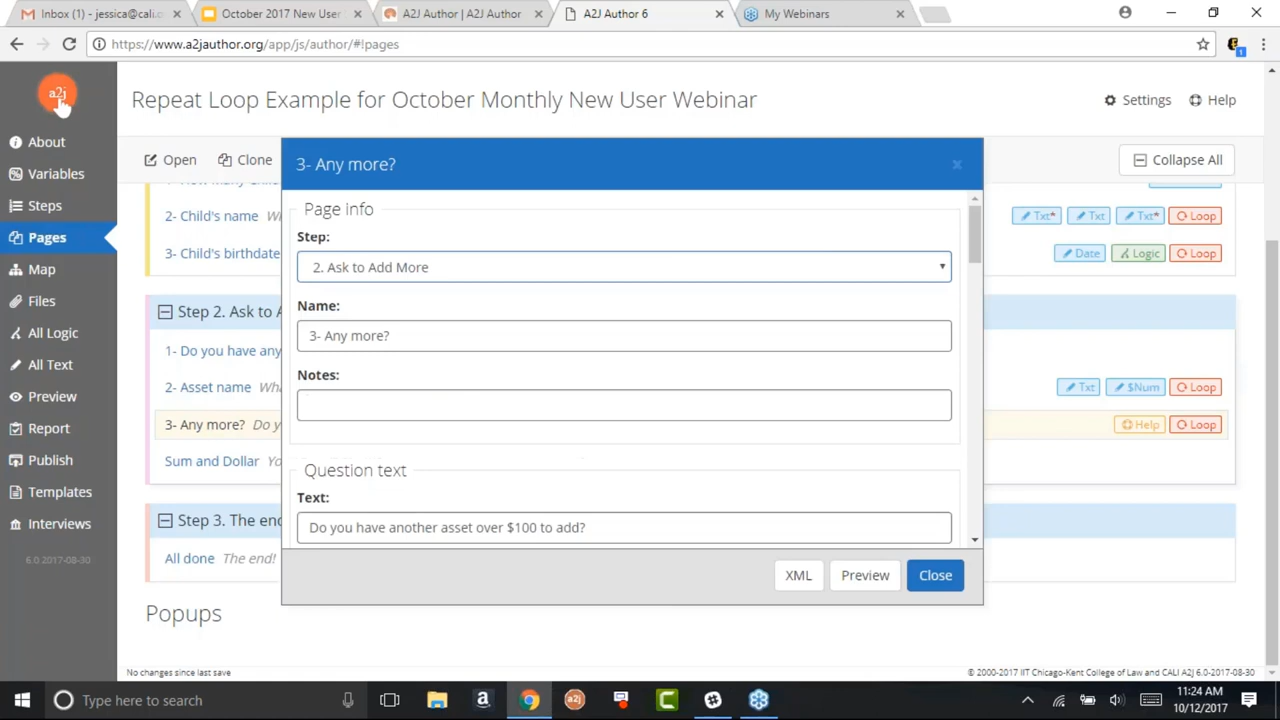 Inbox (1) - jessica@cali.c
October 2017 New User
A2J Author | A2J Author
A2J Author 6
My Webinars
https://www.a2jauthor.org/app/js/author/#!pages
1
a2j
Repeat Loop Example for October Monthly New User Webinar
Settings
Help
About
Variables
Steps
Pages
Map
Files
All Logic
All Text
Preview
Report
Publish
Templates
Interviews
6.0.2017-08-30
Open
Clone
Collapse All
2- Child's name
Txt*
Txt
Txt*
Loop
3- Child's birthdate
Date
Logic
Loop
Step 2. Ask to A
1- Do you have any
2- Asset name Wha
Txt
$Num
Loop
3- Any more? Do y
Help
Loop
Sum and Dollar Yo
Step 3. The end
All done The end!
Popups
3- Any more?
x
Page info
Step:
2. Ask to Add More
Name:
3- Any more?
Notes:
Question text
Text:
Do you have another asset over $100 to add?
XML
Preview
Close
No changes since last save
© 2000-2017 IIT Chicago-Kent College of Law and CALI A2J 6.0-2017-08-30
Type here to search
a2j
11:24 AM
10/12/2017